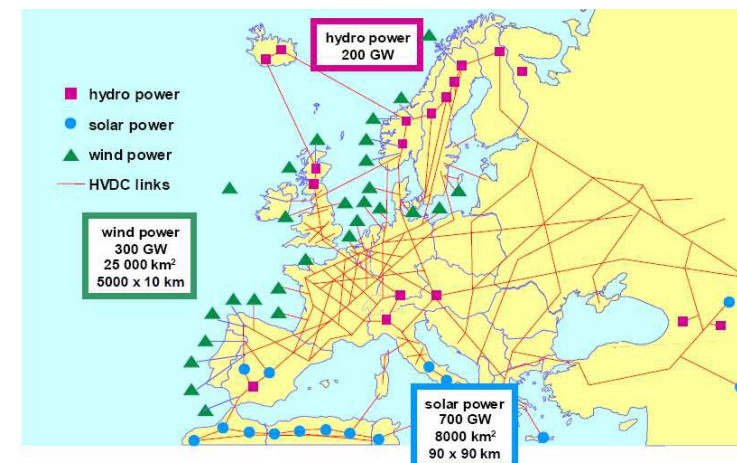 hydro power
200 GW
hydro power
solar power
wind power
HVDC links
wind power
300 GW
25 000 km²
5000 x 10 km
solar power
700 GW
8000 km²
90 x 90 km